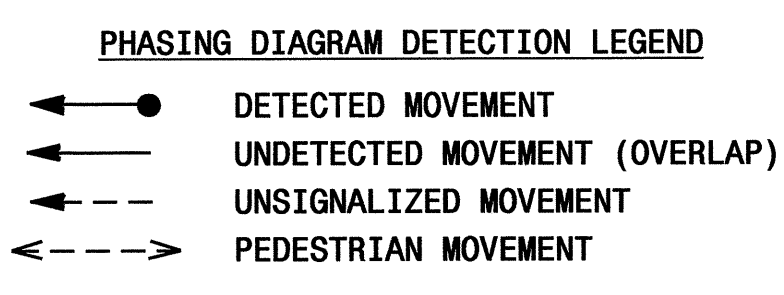 PHASING DIAGRAM DETECTION LEGEND
DETECTED MOVEMENT
UNDETECTED MOVEMENT (OVERLAP)
UNSIGNALIZED MOVEMENT
PEDESTRIAN MOVEMENT